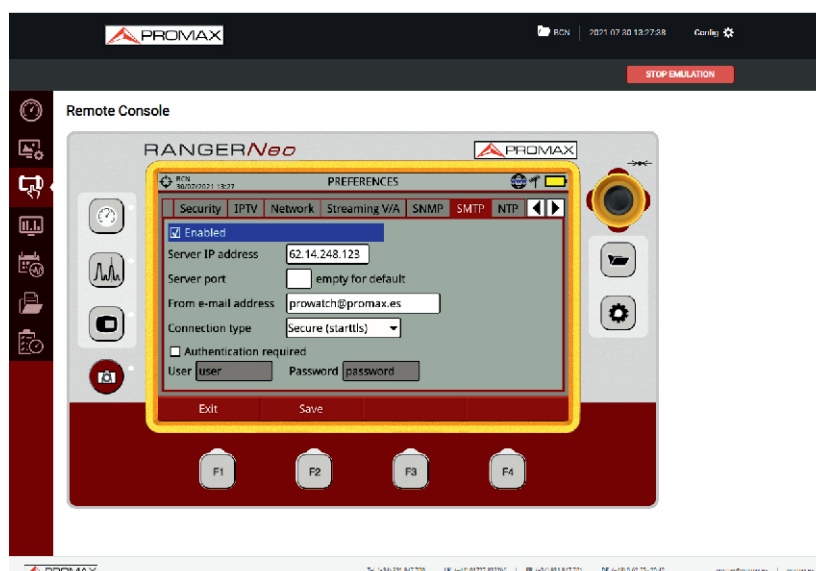 PROMAX
BCN 2021-07-30 13:27:38 Config
STOP EMULATION
Remote Console
RANGERNeo PROMAX
BCN
30/07/2021 13:27 PREFERENCES
Security IPTV Network Streaming V/A SNMP SMTP NTP
Enabled
Server IP address 62.14.248.123
Server port empty for default
From e-mail address prowatch@promax.es
Connection type Secure (starttls)
Authentication required
User user Password password
Exit Save
F1 F2 F3 F4
PROMAX